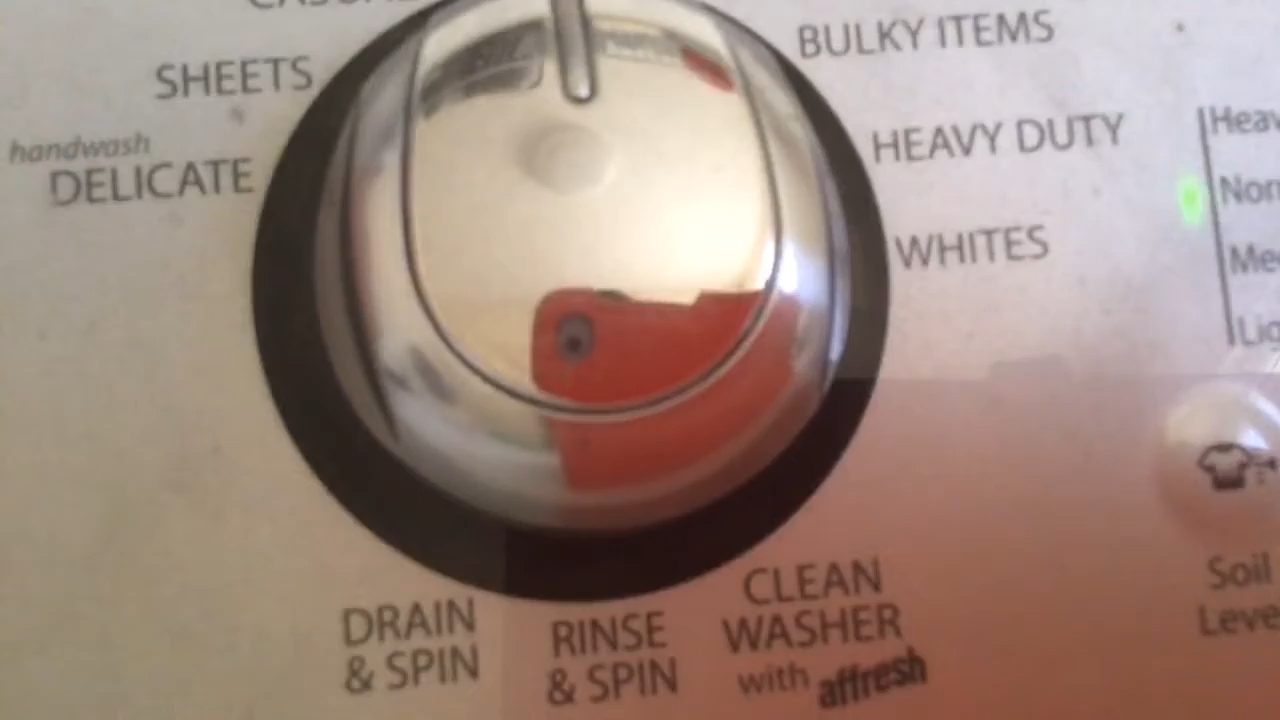 SHEETS
handwash
DELICATE
BULKY ITEMS
HEAVY DUTY
WHITES
DRAIN
& SPIN
RINSE
& SPIN
CLEAN
WASHER
with affresh
Soil